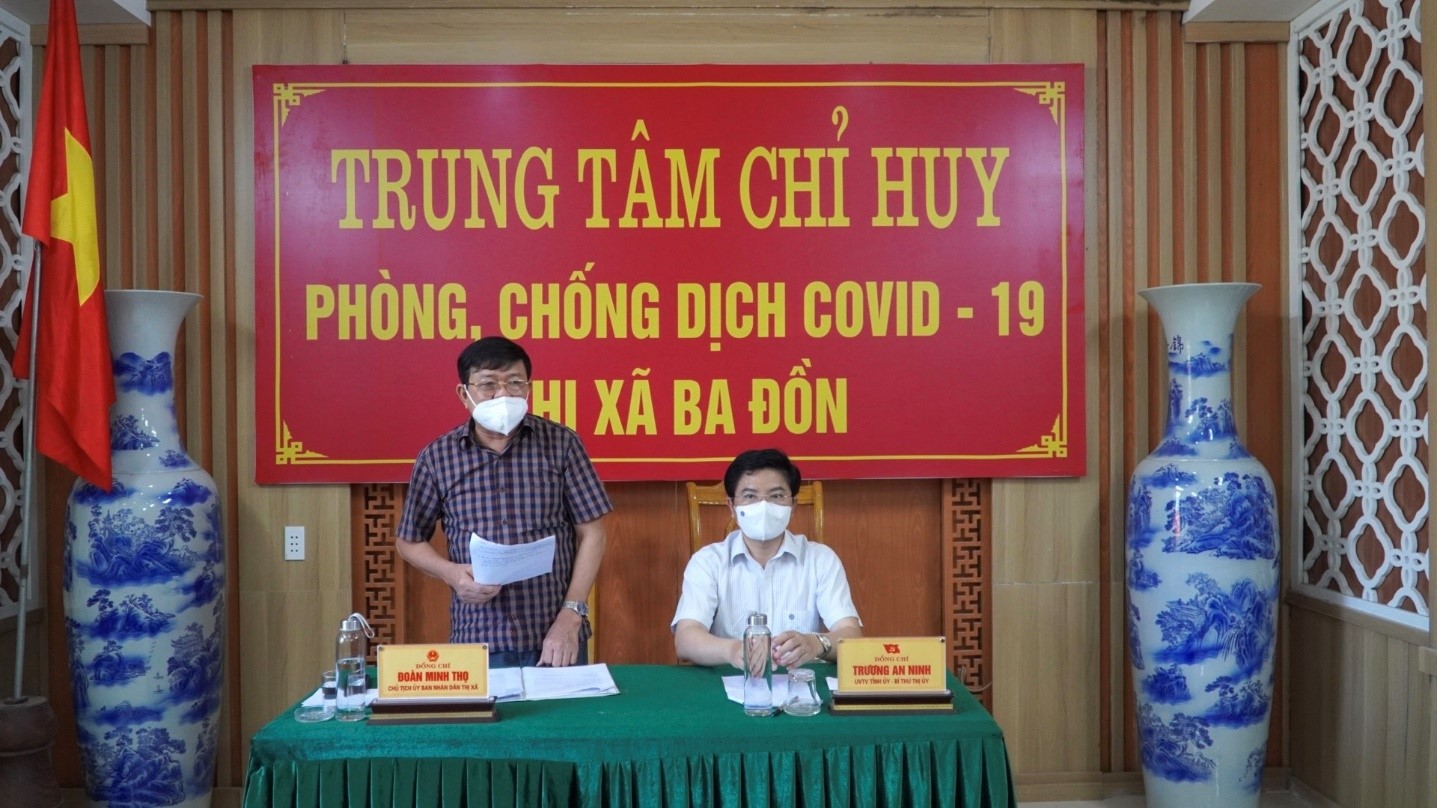 TRUNG TÂM CHỈ HUY
PHÒNG, CHỐNG DỊCH COVID - 19
HỊ XÃ BA ĐỒN
ĐỒNG CHÍ
ĐOÀN MINH THỌ
CHỦ TỊCH ỦY BAN NHÂN DÂN THỊ XÃ
ĐỒNG CHÍ
TRƯƠNG AN NINH
UVTV TỈNH ỦY - BÍ THƯ THỊ ỦY